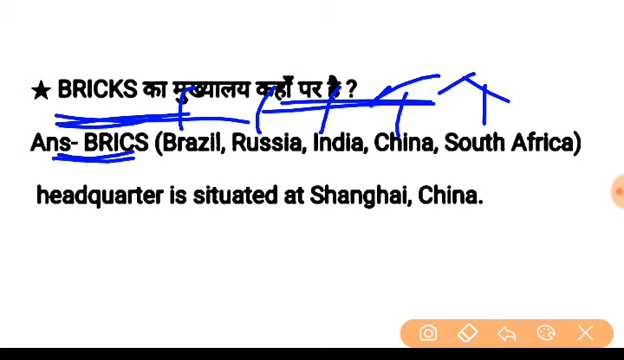 ★ BRICKS का मुख्यालय कहाँ पर है ?
Ans- BRICS (Brazil, Russia, India, China, South Africa)
headquarter is situated at Shanghai, China.